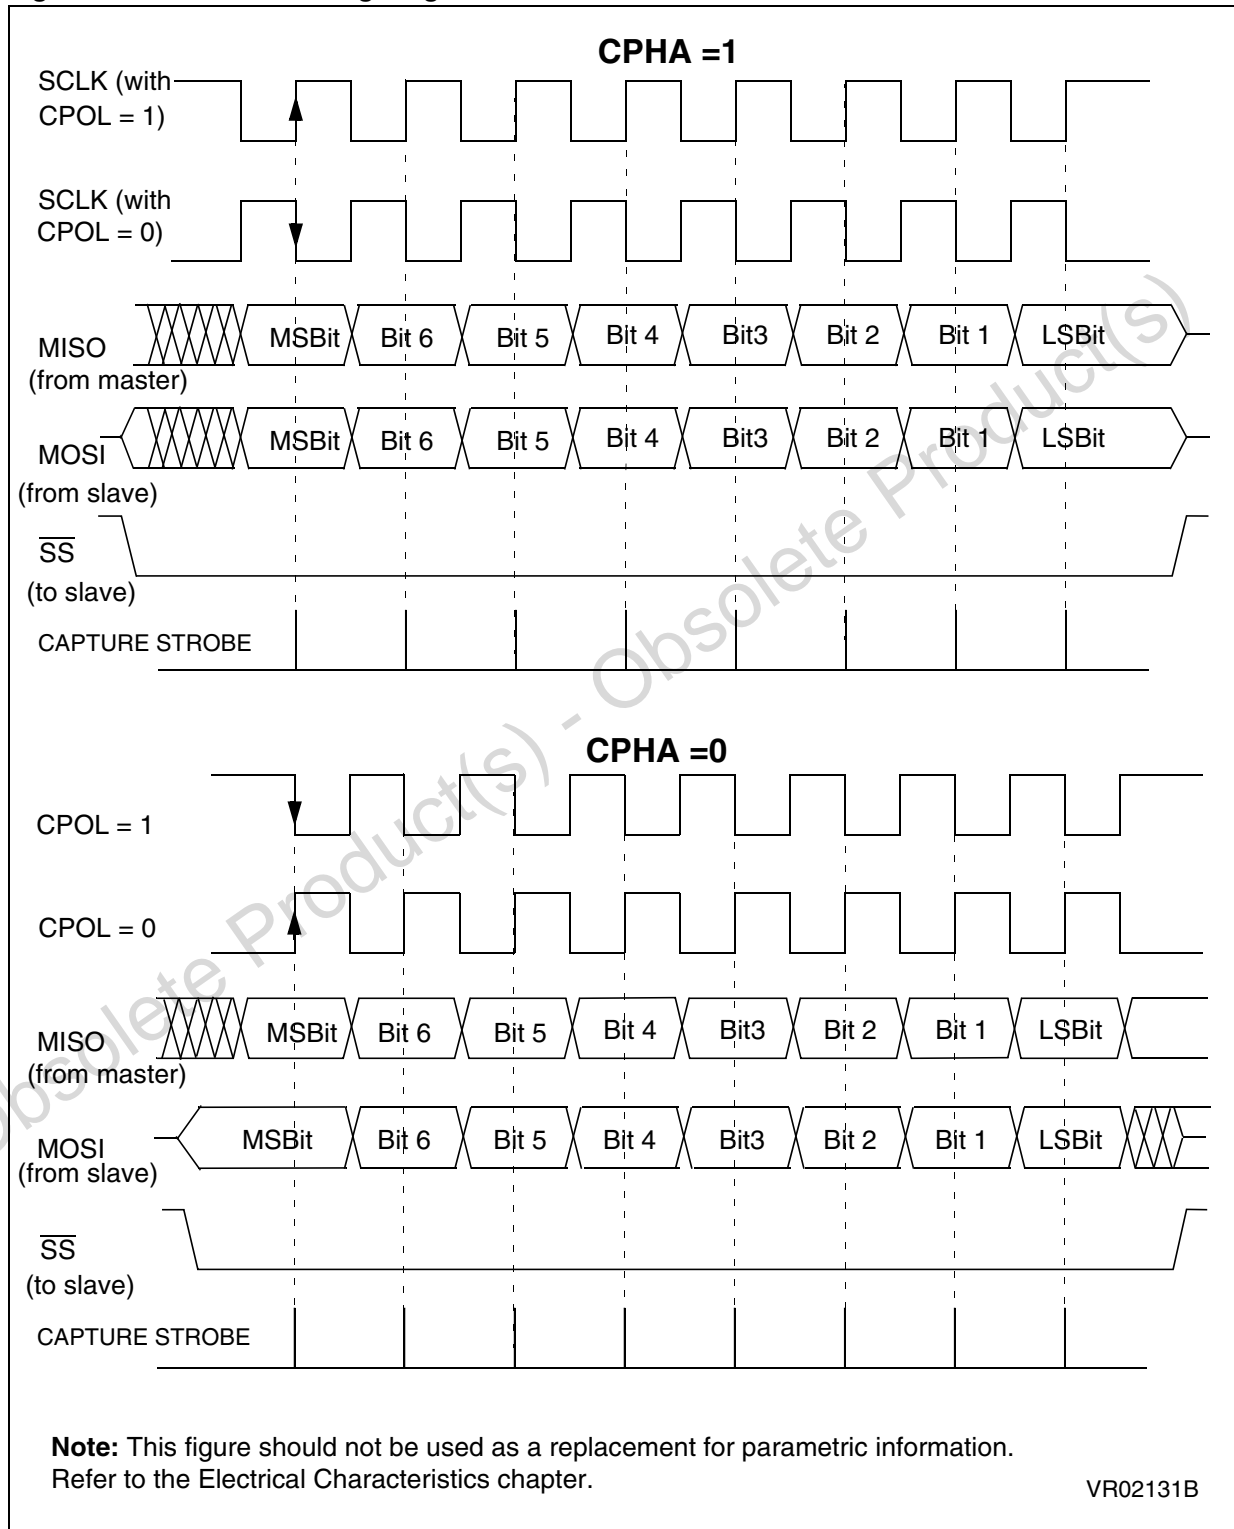 CPHA =1
SCLK (with
CPOL = 1)
SCLK (with
CPOL = 0)
MSBit Bit 6 Bit 5 Bit 4 Bit3 Bit 2 Bit 1 LSBit
MISO
(from master)
MSBit Bit 6 Bit 5 Bit 4 Bit3 Bit 2 Bit 1 LSBit
MOSI
(from slave)
SS
(to slave)
CAPTURE STROBE
CPHA =0
CPOL = 1
CPOL = 0
MSBit Bit 6 Bit 5 Bit 4 Bit3 Bit 2 Bit 1 LSBit
MISO
(from master)
MSBit Bit 6 Bit 5 Bit 4 Bit3 Bit 2 Bit 1 LSBit
MOSI
(from slave)
SS
(to slave)
CAPTURE STROBE
Note: This figure should not be used as a replacement for parametric information.
Refer to the Electrical Characteristics chapter.
VR02131B
Obsolete Product(s) - Obsolete Product(s)